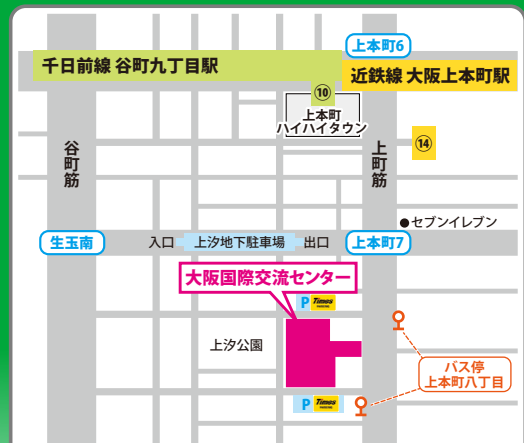 上本町6
千日前線 谷町九丁目駅
近鉄線 大阪上本町駅
⑩
上本町
ハイハイタウン
⑭
谷町筋
上町筋
セブンイレブン
生玉南
入口
上汐地下駐車場
出口
上本町7
大阪国際交流センター
P Times
上汐公園
バス停
上本町八丁目
P Times